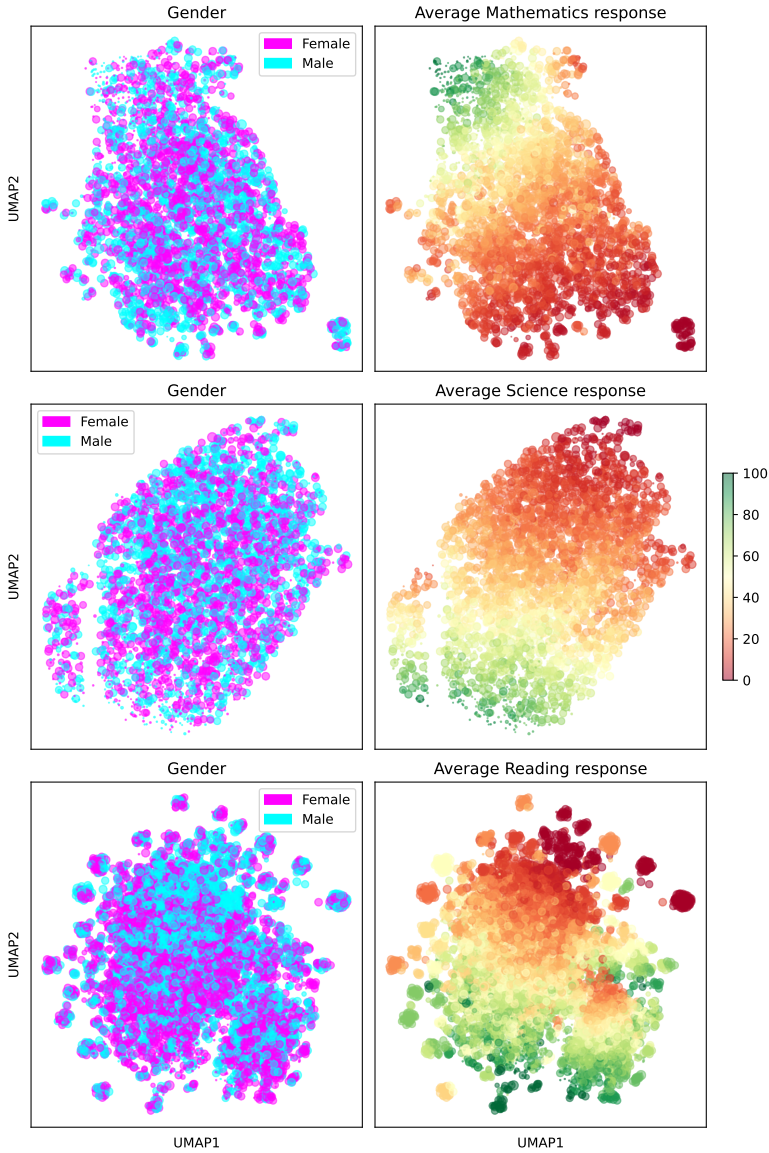 Gender
Average Mathematics response
Female
Male
UMAP2
Gender
Average Science response
Female
Male
UMAP2
100
80
60
40
20
0
Gender
Average Reading response
Female
Male
UMAP2
UMAP1
UMAP1